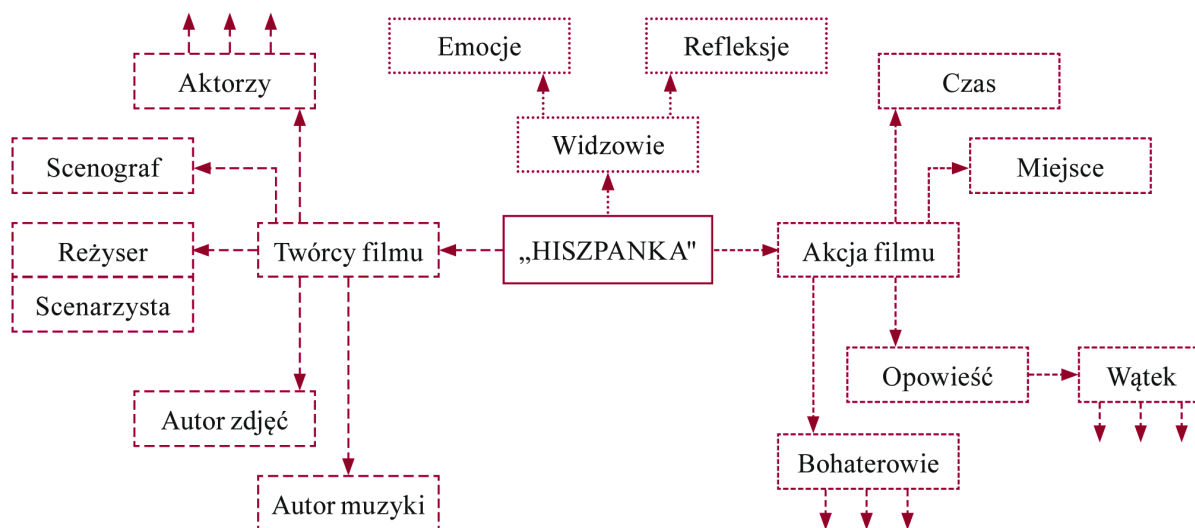 Emocje
Refleksje
Aktorzy
Czas
Widzowie
Scenograf
Miejsce
Reżyser
Twórcy filmu
„HISZPANKA"
Akcja filmu
Scenarzysta
Opowieść
Wątek
Autor zdjęć
Bohaterowie
Autor muzyki